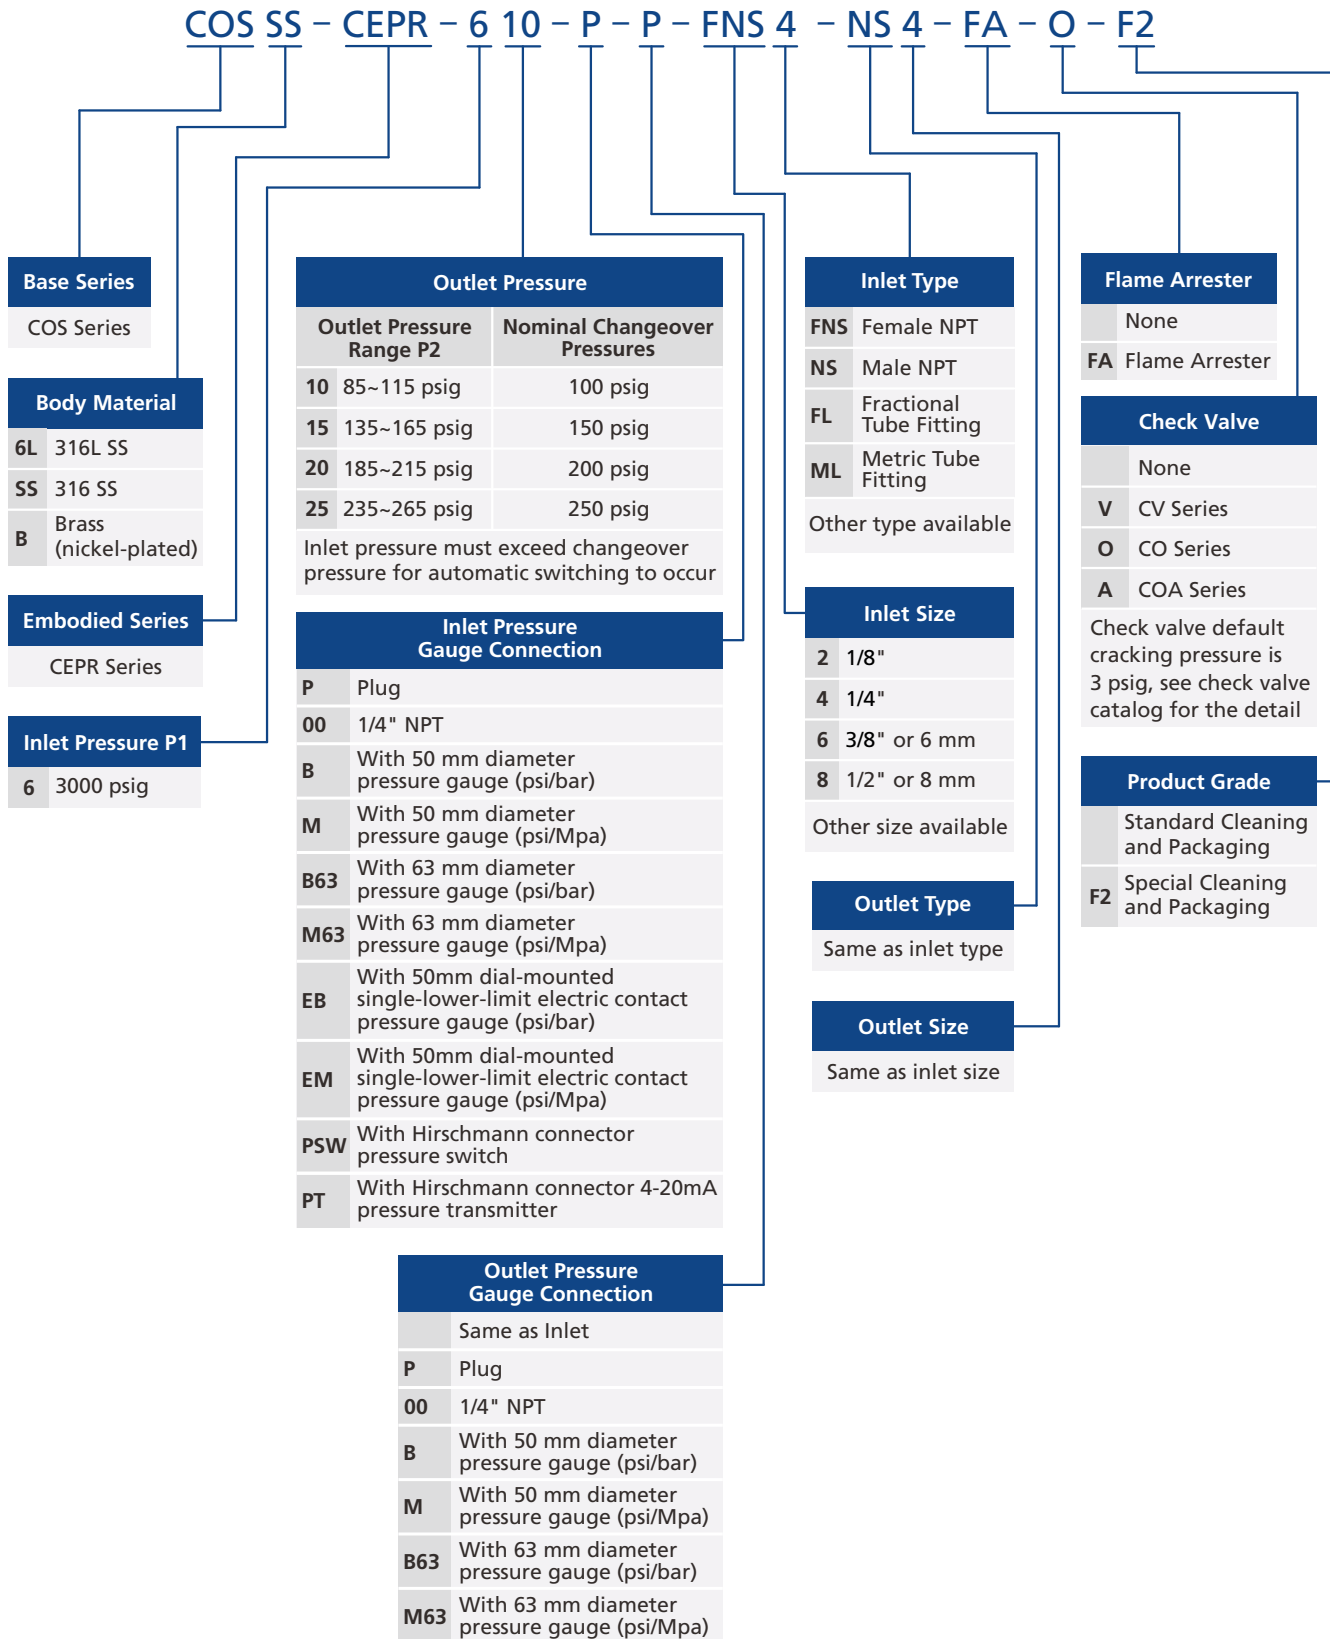 COS SS – CEPR – 6 10 – P – P – FNS 4 – NS 4 – FA – O – F2
Base Series
COS Series
Body Material
6L 316L SS
SS 316 SS
B Brass
(nickel-plated)
Embodied Series
CEPR Series
Inlet Pressure P1
6 3000 psig
Outlet Pressure
Outlet Pressure Nominal Changeover
Range P2 Pressures
10 85~115 psig 100 psig
15 135~165 psig 150 psig
20 185~215 psig 200 psig
25 235~265 psig 250 psig
Inlet pressure must exceed changeover
pressure for automatic switching to occur
Inlet Pressure
Gauge Connection
P Plug
00 1/4" NPT
B With 50 mm diameter
pressure gauge (psi/bar)
M With 50 mm diameter
pressure gauge (psi/Mpa)
B63 With 63 mm diameter
pressure gauge (psi/bar)
M63 With 63 mm diameter
pressure gauge (psi/Mpa)
EB With 50mm dial-mounted
single-lower-limit electric contact
pressure gauge (psi/bar)
EM With 50mm dial-mounted
single-lower-limit electric contact
pressure gauge (psi/Mpa)
PSW With Hirschmann connector
pressure switch
PT With Hirschmann connector 4-20mA
pressure transmitter
Outlet Pressure
Gauge Connection
Same as Inlet
P Plug
00 1/4" NPT
B With 50 mm diameter
pressure gauge (psi/bar)
M With 50 mm diameter
pressure gauge (psi/Mpa)
B63 With 63 mm diameter
pressure gauge (psi/bar)
M63 With 63 mm diameter
pressure gauge (psi/Mpa)
Inlet Type
FNS Female NPT
NS Male NPT
FL Fractional
Tube Fitting
ML Metric Tube
Fitting
Other type available
Inlet Size
2 1/8"
4 1/4"
6 3/8" or 6 mm
8 1/2" or 8 mm
Other size available
Outlet Type
Same as inlet type
Outlet Size
Same as inlet size
Flame Arrester
None
FA Flame Arrester
Check Valve
None
V CV Series
O CO Series
A COA Series
Check valve default
cracking pressure is
3 psig, see check valve
catalog for the detail
Product Grade
Standard Cleaning
and Packaging
F2 Special Cleaning
and Packaging